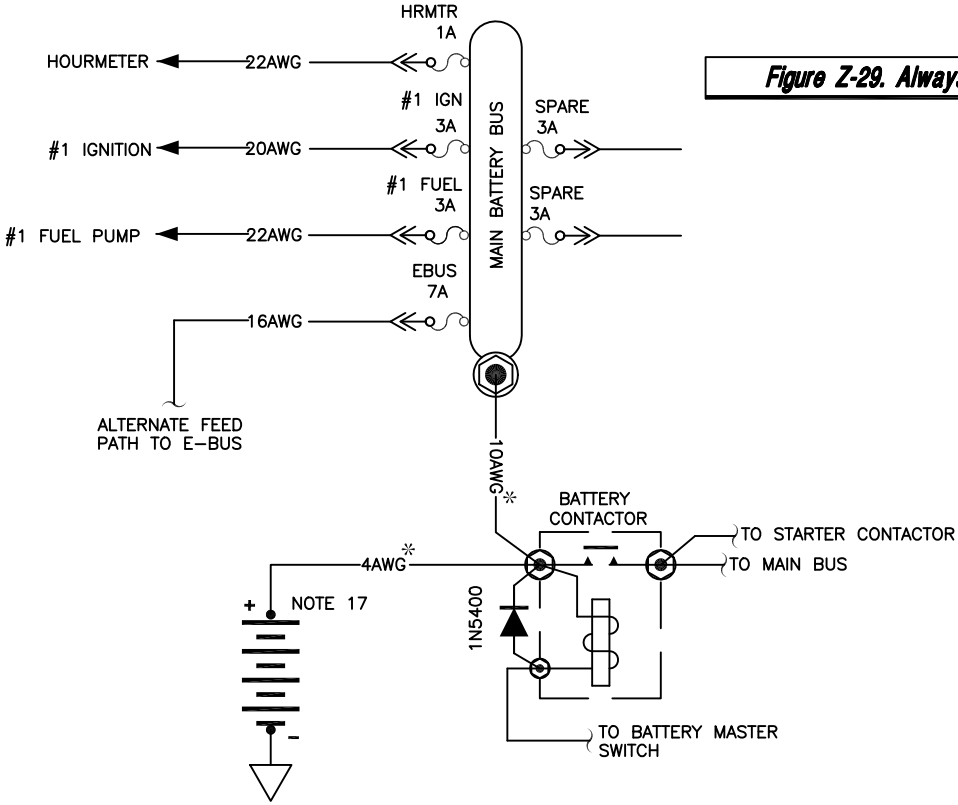 HRMTR
1A
HOURMETER
22AWG
Figure Z-29. Always
#1 IGN
3A
SPARE
3A
#1 IGNITION
20AWG
MAIN BATTERY BUS
#1 FUEL
3A
SPARE
3A
#1 FUEL PUMP
22AWG
EBUS
7A
16AWG
ALTERNATE FEED
PATH TO E-BUS
10AWG*
BATTERY
CONTACTOR
TO STARTER CONTACTOR
4AWG*
TO MAIN BUS
+ NOTE 17
1N5400
-
TO BATTERY MASTER
SWITCH